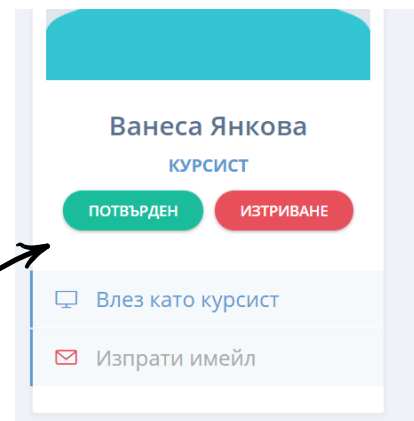 Ванеса Янкова
КУРСИСТ
ПОТВЪРДЕН ИЗТРИВАНЕ
Влез като курсист
Изпрати имейл